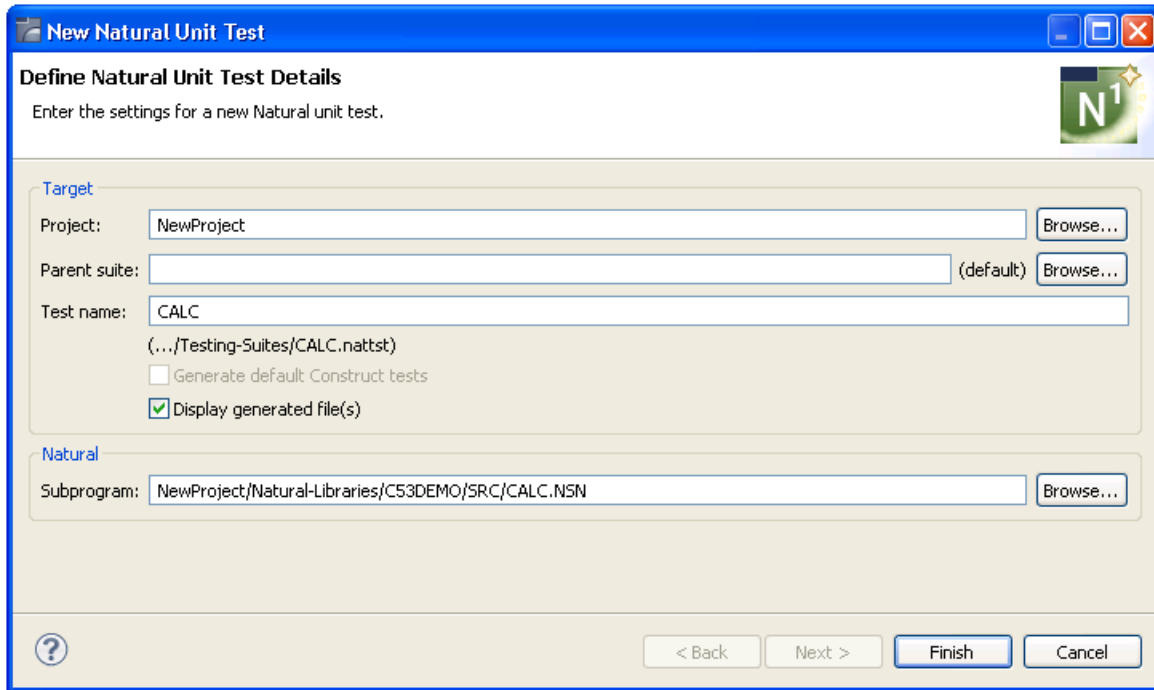 New Natural Unit Test
Define Natural Unit Test Details
Enter the settings for a new Natural unit test.
N1
Target
Project: NewProject Browse...
Parent suite: (default) Browse...
Test name: CALC
(.../Testing-Suites/CALC.nattst)
Generate default Construct tests
Display generated file(s)
Natural
Subprogram: NewProject/Natural-Libraries/C53DEMO/SRC/CALC.NSN Browse...
? < Back Next > Finish Cancel